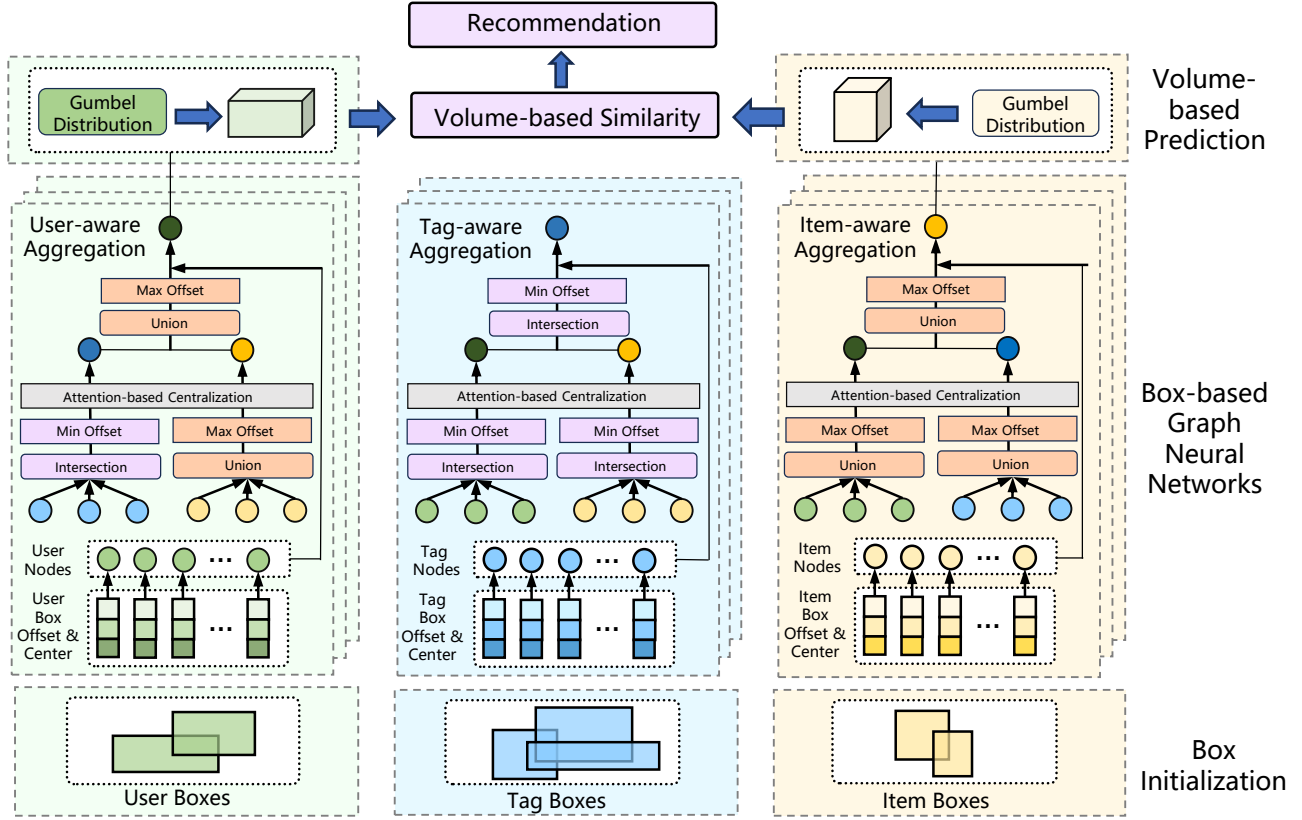 Recommendation
Gumbel
Distribution
Volume-based Similarity
Gumbel
Distribution
Volume-
based
Prediction
User-aware
Aggregation
Max Offset
Union
Attention-based Centralization
Min Offset
Max Offset
Intersection
Union
User
Nodes
...
User
Box
Offset &
Center
...
Tag-aware
Aggregation
Min Offset
Intersection
Attention-based Centralization
Min Offset
Min Offset
Intersection
Intersection
Tag
Nodes
...
Tag
Box
Offset &
Center
...
Item-aware
Aggregation
Max Offset
Union
Attention-based Centralization
Max Offset
Max Offset
Union
Union
Item
Nodes
...
Item
Box
Offset &
Center
...
Box-based
Graph
Neural
Networks
User Boxes
Tag Boxes
Item Boxes
Box
Initialization